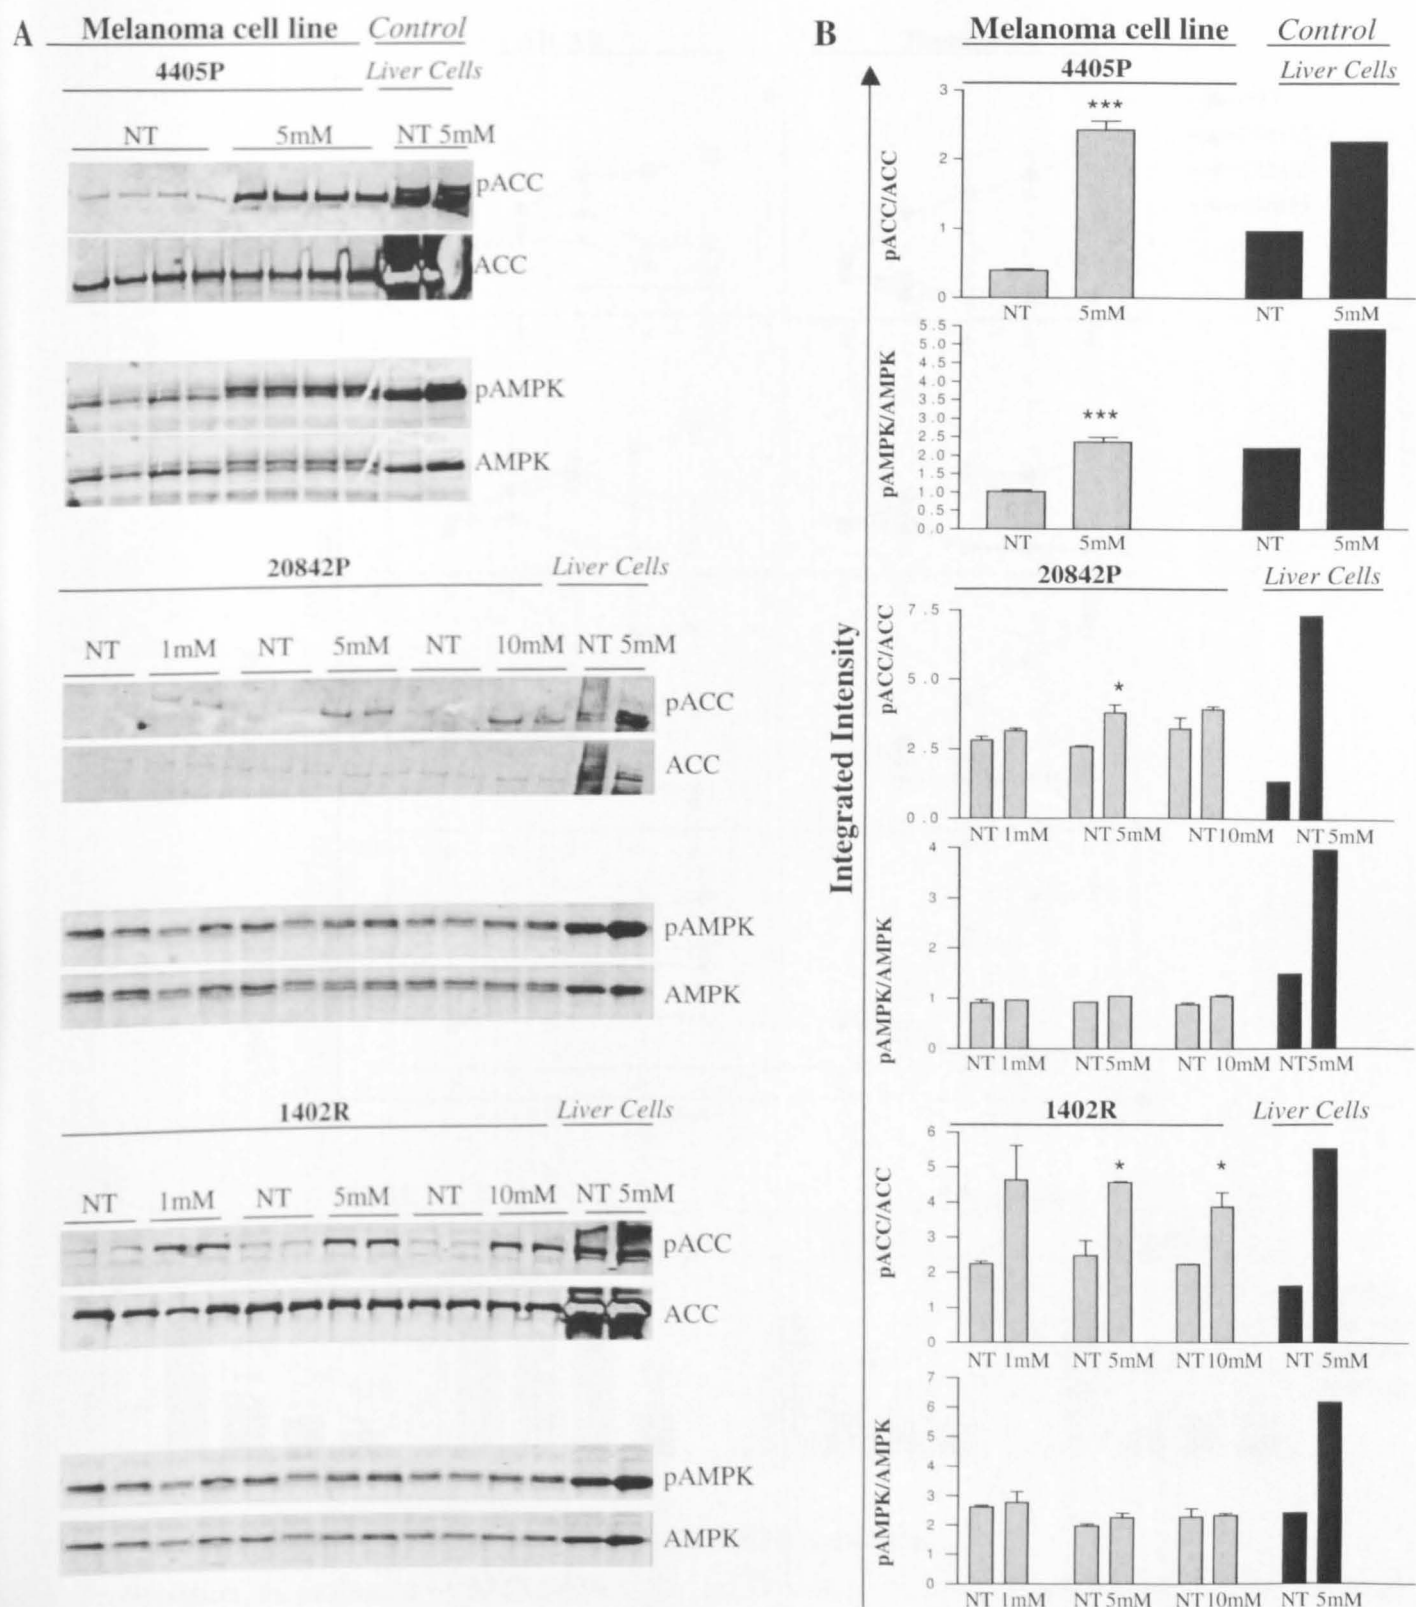 A Melanoma cell line Control
4405P Liver Cells
NT 5mM NT 5mM
pACC
ACC
pAMPK
AMPK
20842P Liver Cells
NT 1mM NT 5mM NT 10mM NT 5mM
pACC
ACC
pAMPK
AMPK
1402R Liver Cells
NT 1mM NT 5mM NT 10mM NT 5mM
pACC
ACC
pAMPK
AMPK
B Melanoma cell line Control
4405P Liver Cells
Integrated Intensity
pACC/ACC
3
2
1
0
***
NT 5mM NT 5mM
pAMPK/AMPK
5.5
5.0
4.5
4.0
3.5
3.0
2.5
2.0
1.5
1.0
0.5
0.0
***
NT 5mM NT 5mM
20842P Liver Cells
pACC/ACC
7.5
5.0
2.5
0.0
*
NT 1mM NT 5mM NT 10mM NT 5mM
pAMPK/AMPK
4
3
2
1
0
NT 1mM NT 5mM NT 10mM NT 5mM
1402R Liver Cells
pACC/ACC
6
5
4
3
2
1
0
* *
NT 1mM NT 5mM NT 10mM NT 5mM
pAMPK/AMPK
7
6
5
4
3
2
1
0
NT 1mM NT 5mM NT 10mM NT 5mM